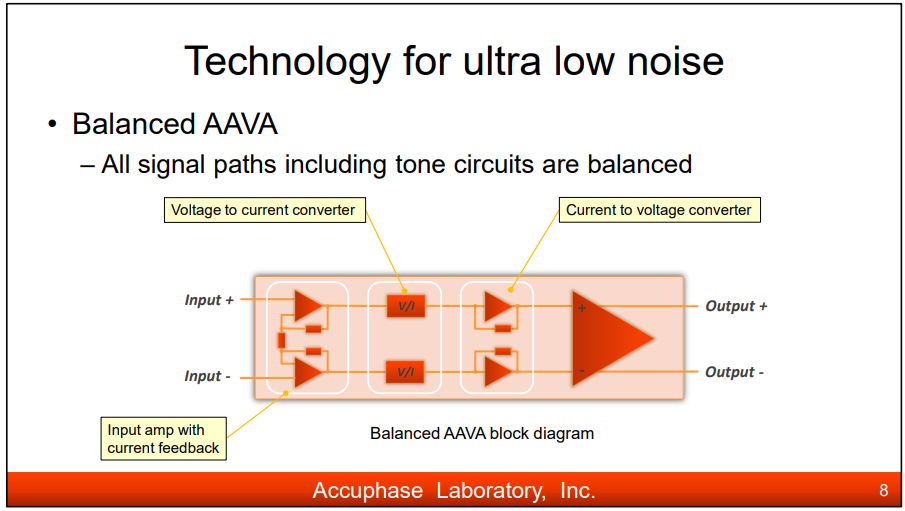 Technology for ultra low noise
• Balanced AAVA
– All signal paths including tone circuits are balanced
Voltage to current converter
Current to voltage converter
Input +
V/I
+
Output +
Input -
V/I
-
Output -
Input amp with
current feedback
Balanced AAVA block diagram
Accuphase Laboratory, Inc.
8